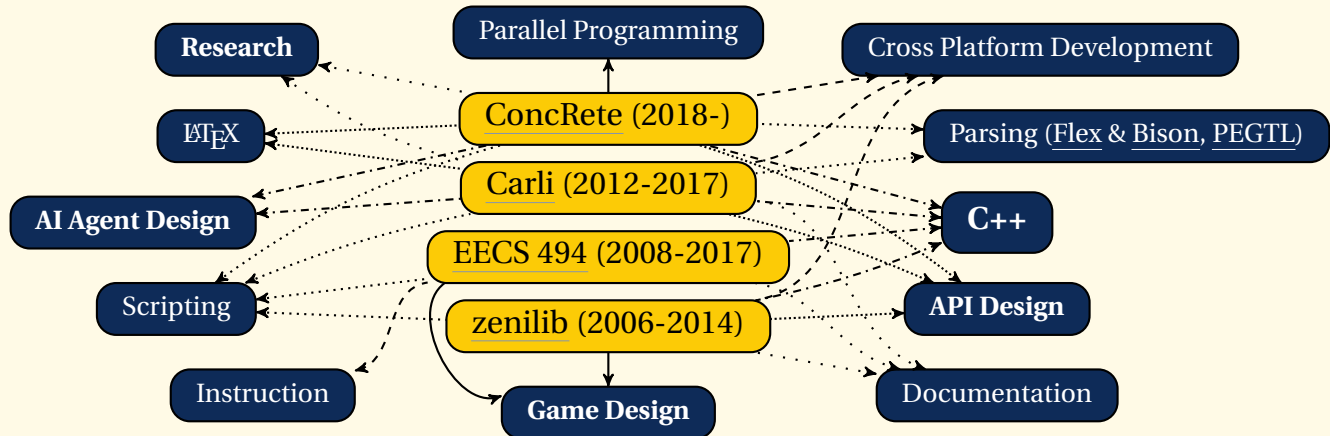 Parallel Programming
Research
Cross Platform Development
ConcRete (2018-)
LATEX
Parsing (Flex & Bison, PEGTL)
Carli (2012-2017)
AI Agent Design
C++
EECS 494 (2008-2017)
Scripting
API Design
zenilib (2006-2014)
Instruction
Documentation
Game Design